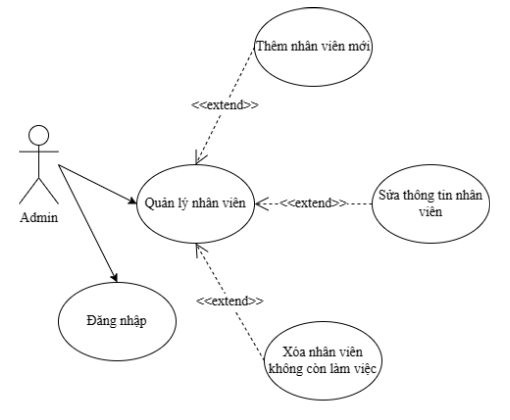 Thêm nhân viên mới
<<extend>>
Admin
Quản lý nhân viên
<<extend>>
Sửa thông tin nhân
viên
<<extend>>
Đăng nhập
Xóa nhân viên
không còn làm việc